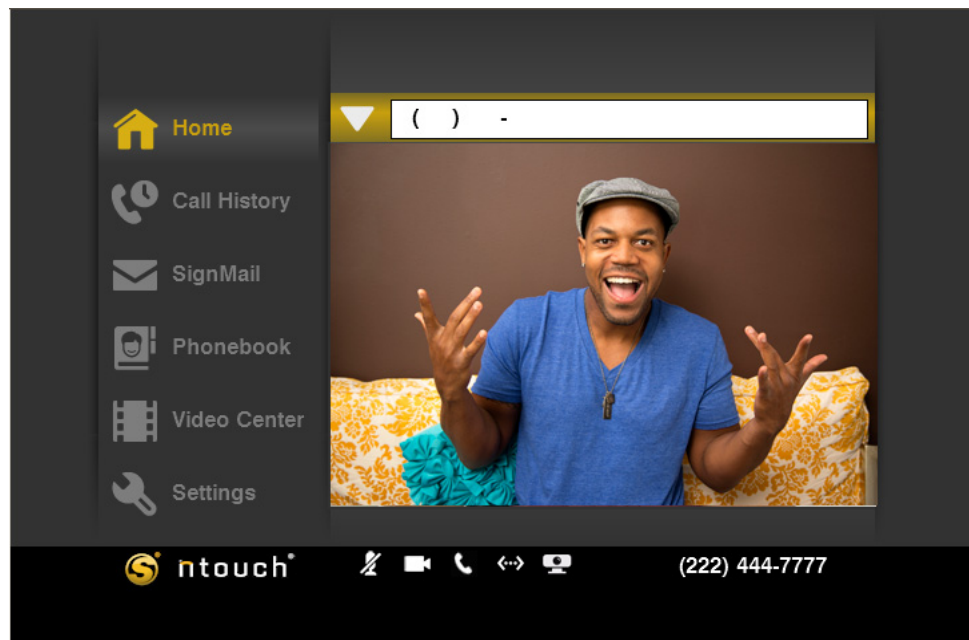 ( ) -
Home
Call History
SignMail
Phonebook
Video Center
Settings
S ntouch® (222) 444-7777